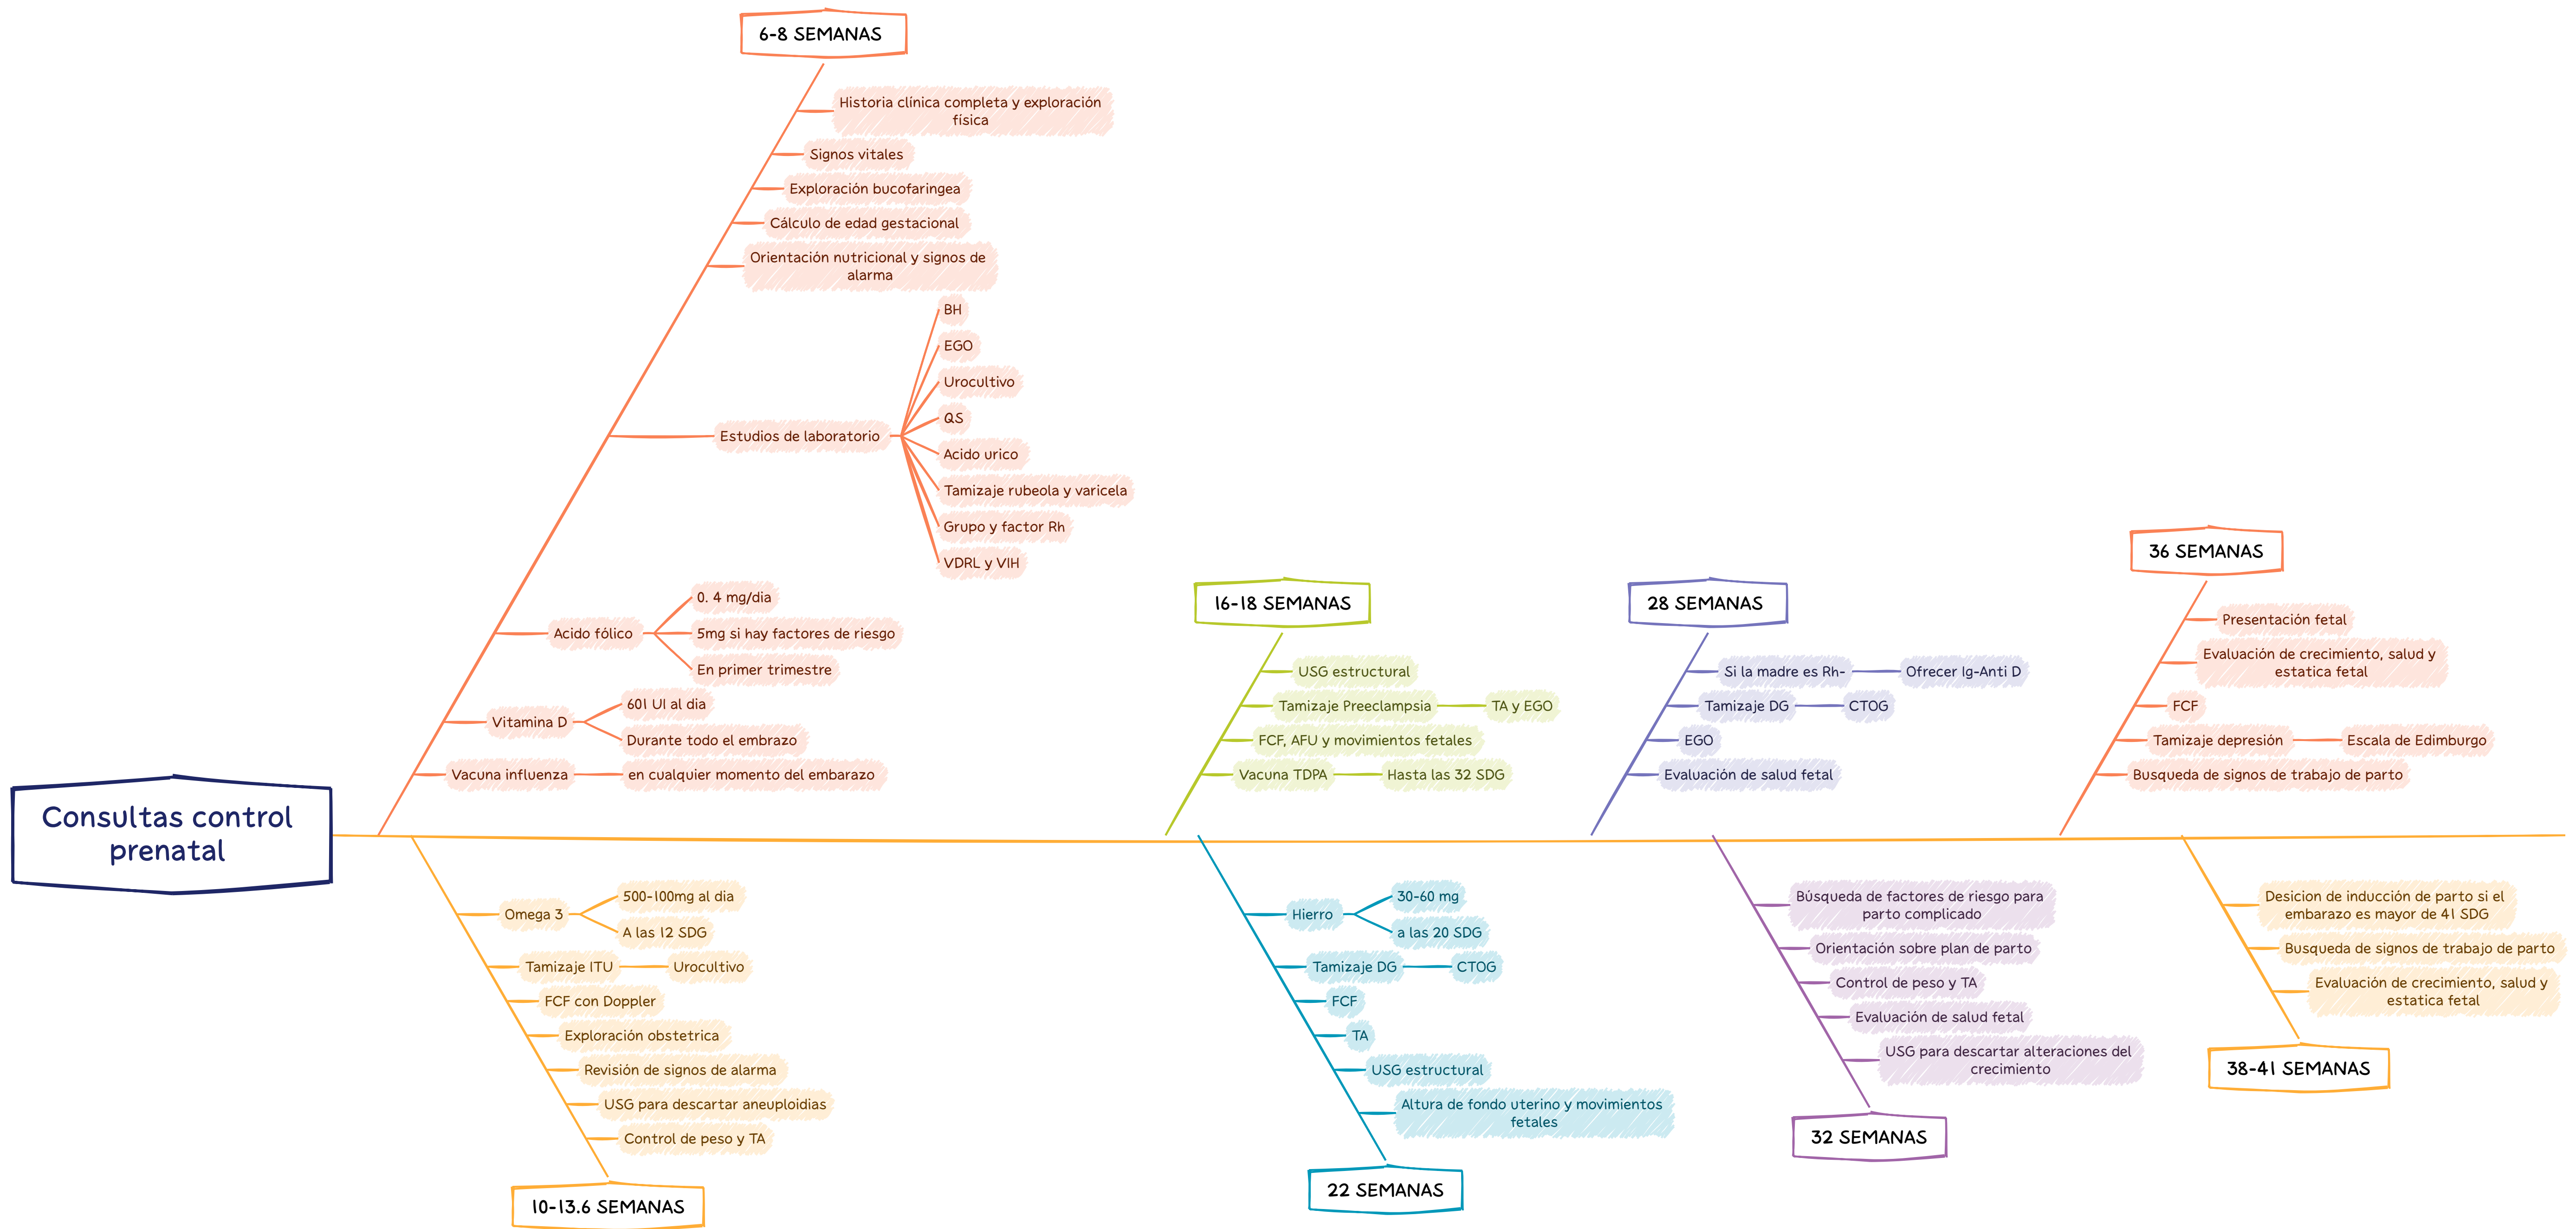 Consultas control
prenatal
6-8 SEMANAS
Historia clínica completa y exploración
física
Signos vitales
Exploración bucofaringea
Cálculo de edad gestacional
Orientación nutricional y signos de
alarma
Estudios de laboratorio
BH
EGO
Urocultivo
QS
Acido urico
Tamizaje rubeola y varicela
Grupo y factor Rh
VDRL y VIH
Acido fólico
0. 4 mg/dia
5mg si hay factores de riesgo
En primer trimestre
Vitamina D
601 UI al dia
Durante todo el embrazo
Vacuna influenza
en cualquier momento del embarazo
Omega 3
500-100mg al dia
A las 12 SDG
Tamizaje ITU
Urocultivo
FCF con Doppler
Exploración obstetrica
Revisión de signos de alarma
USG para descartar aneuploidias
Control de peso y TA
10-13.6 SEMANAS
16-18 SEMANAS
USG estructural
Tamizaje Preeclampsia
TA y EGO
FCF, AFU y movimientos fetales
Vacuna TDPA
Hasta las 32 SDG
Hierro
30-60 mg
a las 20 SDG
Tamizaje DG
CTOG
FCF
TA
USG estructural
Altura de fondo uterino y movimientos
fetales
22 SEMANAS
28 SEMANAS
Si la madre es Rh-
Ofrecer Ig-Anti D
Tamizaje DG
CTOG
EGO
Evaluación de salud fetal
Búsqueda de factores de riesgo para
parto complicado
Orientación sobre plan de parto
Control de peso y TA
Evaluación de salud fetal
USG para descartar alteraciones del
crecimiento
32 SEMANAS
36 SEMANAS
Presentación fetal
Evaluación de crecimiento, salud y
estatica fetal
FCF
Tamizaje depresión
Escala de Edimburgo
Busqueda de signos de trabajo de parto
Desicion de inducción de parto si el
embarazo es mayor de 41 SDG
Busqueda de signos de trabajo de parto
Evaluación de crecimiento, salud y
estatica fetal
38-41 SEMANAS